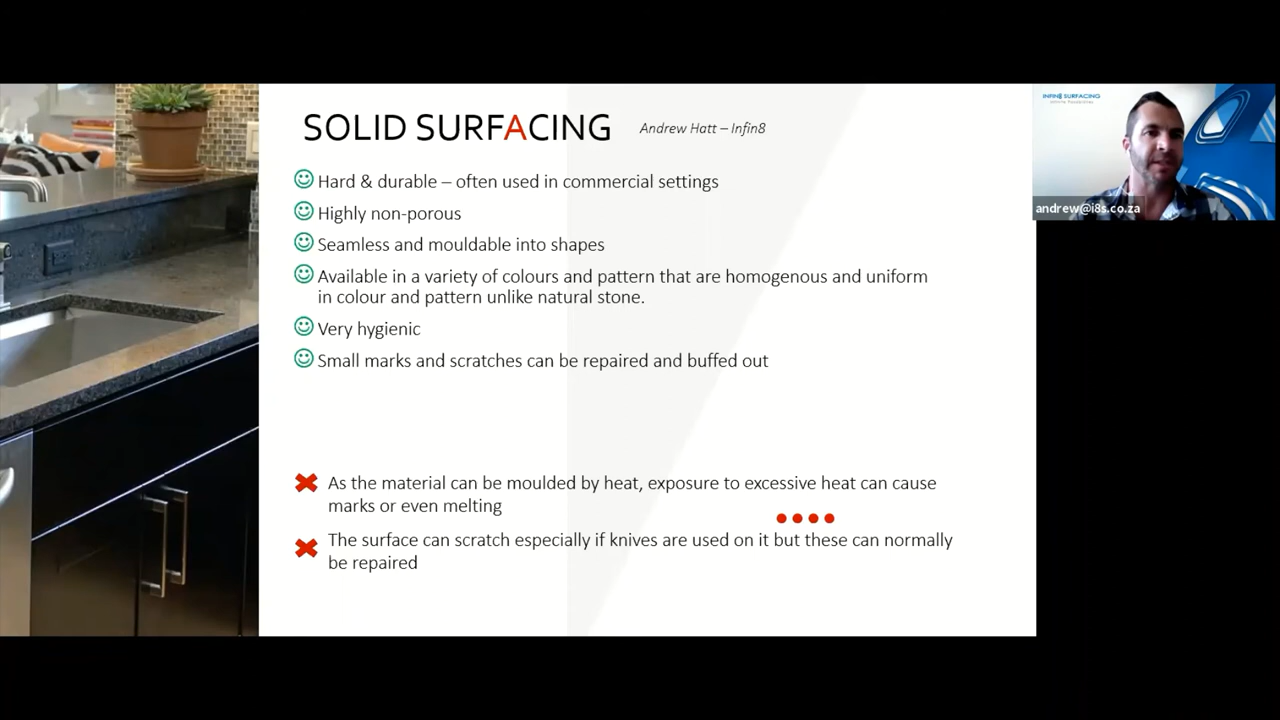 SOLID SURFACING
Andrew Hatt – Infin8
Hard & durable – often used in commercial settings
Highly non-porous
Seamless and mouldable into shapes
Available in a variety of colours and pattern that are homogenous and uniform
in colour and pattern unlike natural stone.
Very hygienic
Small marks and scratches can be repaired and buffed out
As the material can be moulded by heat, exposure to excessive heat can cause
marks or even melting
The surface can scratch especially if knives are used on it but these can normally
be repaired
INFIN8 SURFACING
Infinite Possibilities
andrew@i8s.co.za